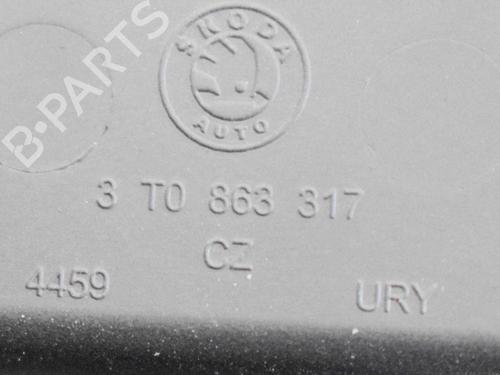 B-PARTS
SKODA
AUTO
3 T0 863 317
CZ
4459 URY